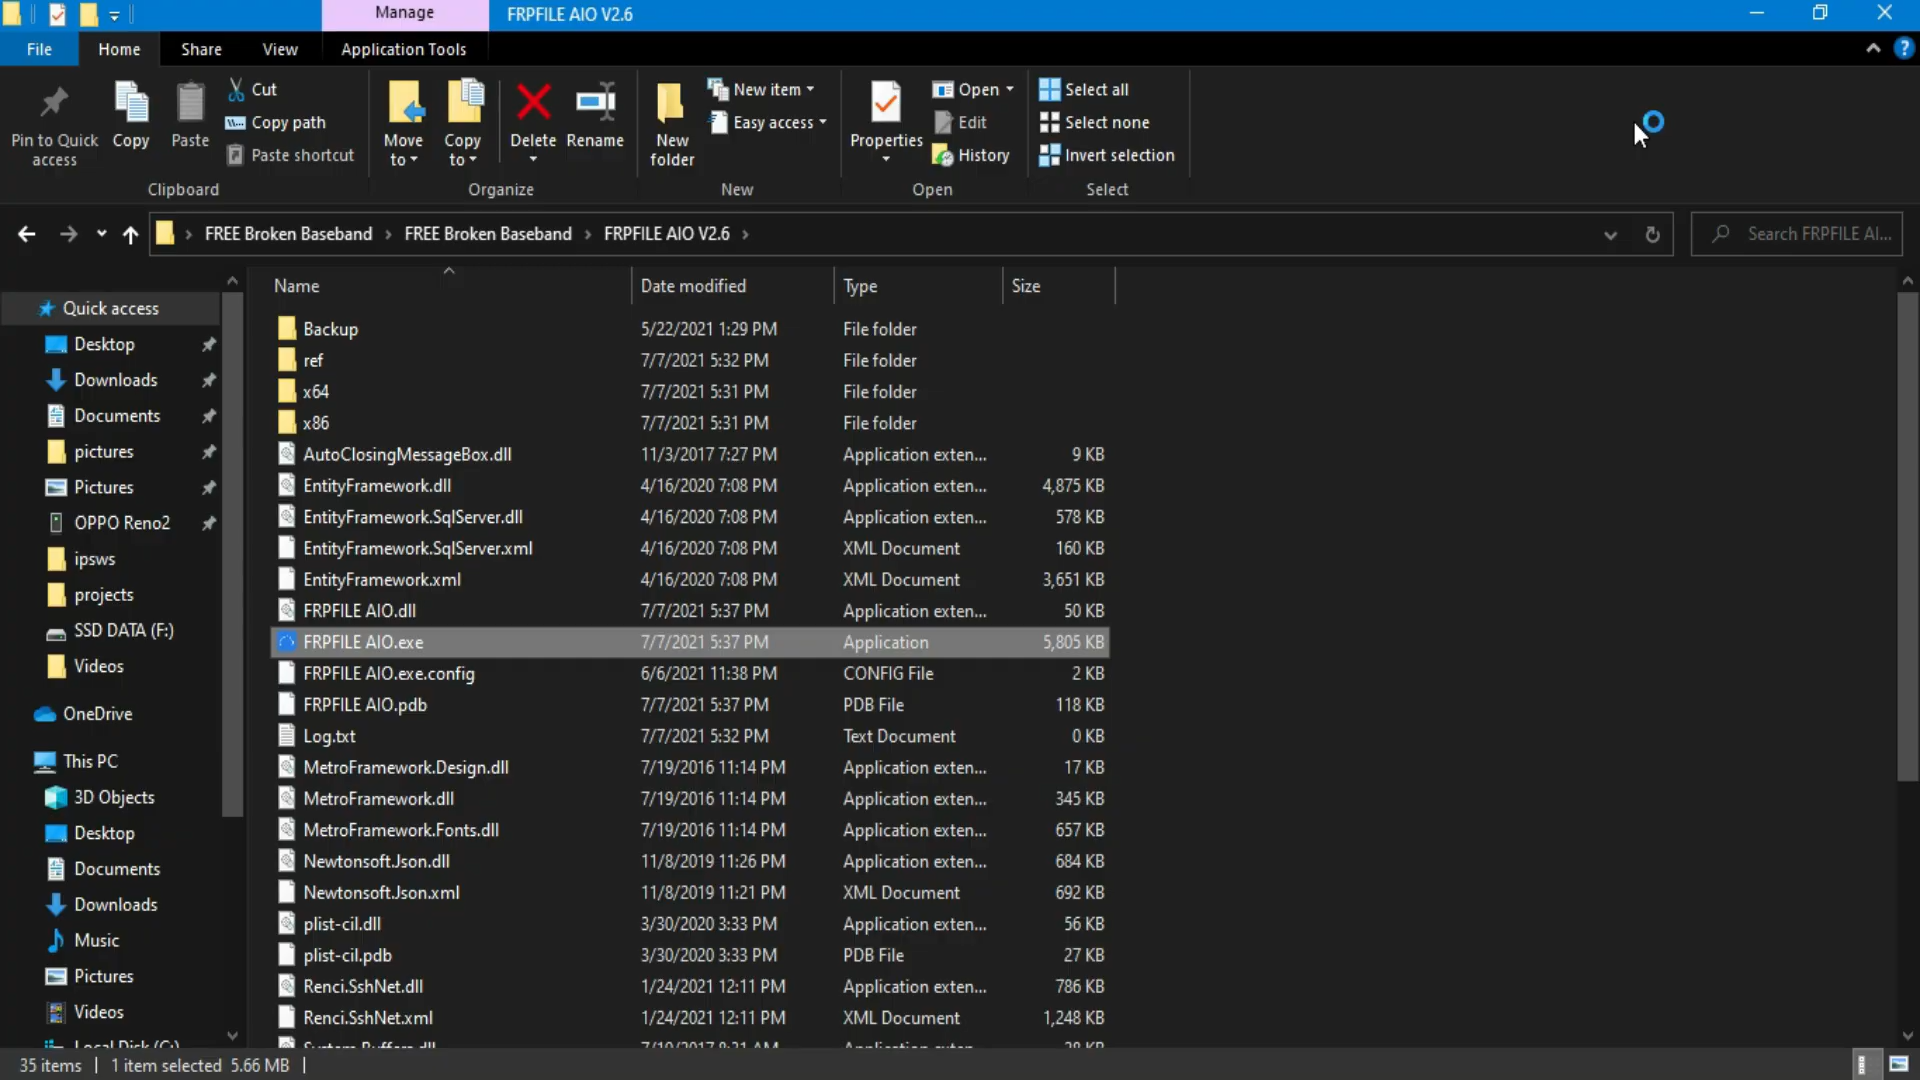 Manage
FRPFILE AIO V2.6
File
Home
Share
View
Application Tools
Pin to Quick access
Copy
Paste
Cut
Copy path
Paste shortcut
Clipboard
Move to
Copy to
Delete
Rename
Organize
New folder
New item
Easy access
New
Properties
Open
Edit
History
Open
Select all
Select none
Invert selection
Select
FREE Broken Baseband
FREE Broken Baseband
FRPFILE AIO V2.6
Search FRPFILE AI...
Name Date modified Type Size
Quick access
Desktop
Downloads
Documents
pictures
Pictures
OPPO Reno2
ipsws
projects
SSD DATA (F:)
Videos
OneDrive
This PC
3D Objects
Desktop
Documents
Downloads
Music
Pictures
Videos
Local Disk (C:)
Backup 5/22/2021 1:29 PM File folder
ref 7/7/2021 5:32 PM File folder
x64 7/7/2021 5:31 PM File folder
x86 7/7/2021 5:31 PM File folder
AutoClosingMessageBox.dll 11/3/2017 7:27 PM Application exten... 9 KB
EntityFramework.dll 4/16/2020 7:08 PM Application exten... 4,875 KB
EntityFramework.SqlServer.dll 4/16/2020 7:08 PM Application exten... 578 KB
EntityFramework.SqlServer.xml 4/16/2020 7:08 PM XML Document 160 KB
EntityFramework.xml 4/16/2020 7:08 PM XML Document 3,651 KB
FRPFILE AIO.dll 7/7/2021 5:37 PM Application exten... 50 KB
FRPFILE AIO.exe 7/7/2021 5:37 PM Application 5,805 KB
FRPFILE AIO.exe.config 6/6/2021 11:38 PM CONFIG File 2 KB
FRPFILE AIO.pdb 7/7/2021 5:37 PM PDB File 118 KB
Log.txt 7/7/2021 5:32 PM Text Document 0 KB
MetroFramework.Design.dll 7/19/2016 11:14 PM Application exten... 17 KB
MetroFramework.dll 7/19/2016 11:14 PM Application exten... 345 KB
MetroFramework.Fonts.dll 7/19/2016 11:14 PM Application exten... 657 KB
Newtonsoft.Json.dll 11/8/2019 11:26 PM Application exten... 684 KB
Newtonsoft.Json.xml 11/8/2019 11:21 PM XML Document 692 KB
plist-cil.dll 3/30/2020 3:33 PM Application exten... 56 KB
plist-cil.pdb 3/30/2020 3:33 PM PDB File 27 KB
Renci.SshNet.dll 1/24/2021 12:11 PM Application exten... 786 KB
Renci.SshNet.xml 1/24/2021 12:11 PM XML Document 1,248 KB
System.Buffers.dll
35 items
1 item selected 5.66 MB